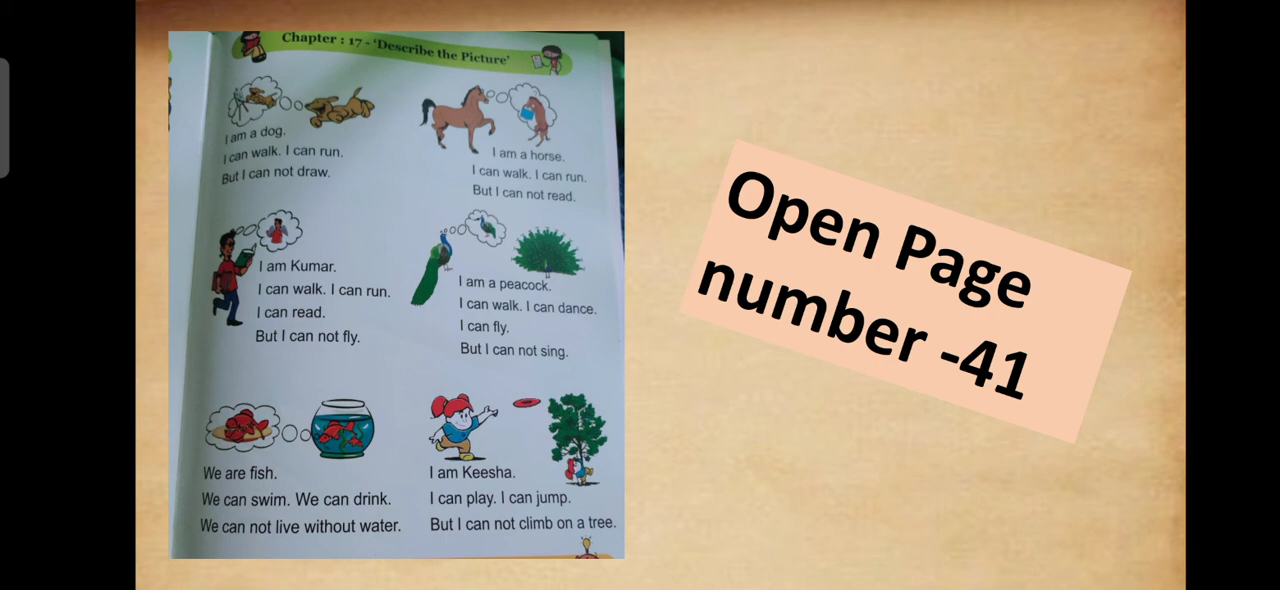 Chapter : 17 - 'Describe the Picture'
I am a dog.
I can walk. I can run.
But I can not draw.
I am a horse.
I can walk. I can run.
But I can not read.
I am Kumar.
I can walk. I can run.
I can read.
But I can not fly.
I am a peacock.
I can walk. I can dance.
I can fly.
But I can not sing.
We are fish.
We can swim. We can drink.
We can not live without water.
I am Keesha.
I can play. I can jump.
But I can not climb on a tree.
Open Page
number -41